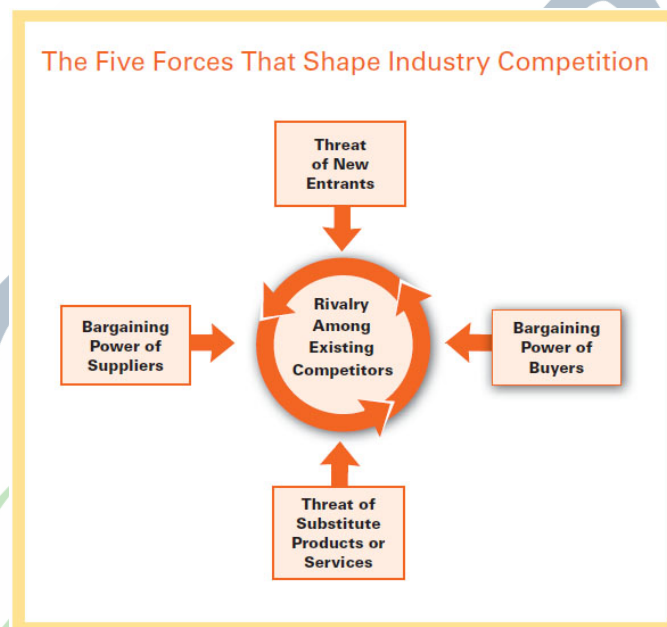 The Five Forces That Shape Industry Competition
Threat
of New
Entrants
Bargaining
Power of
Suppliers
Rivalry
Among
Existing
Competitors
Bargaining
Power of
Buyers
Threat of
Substitute
Products or
Services